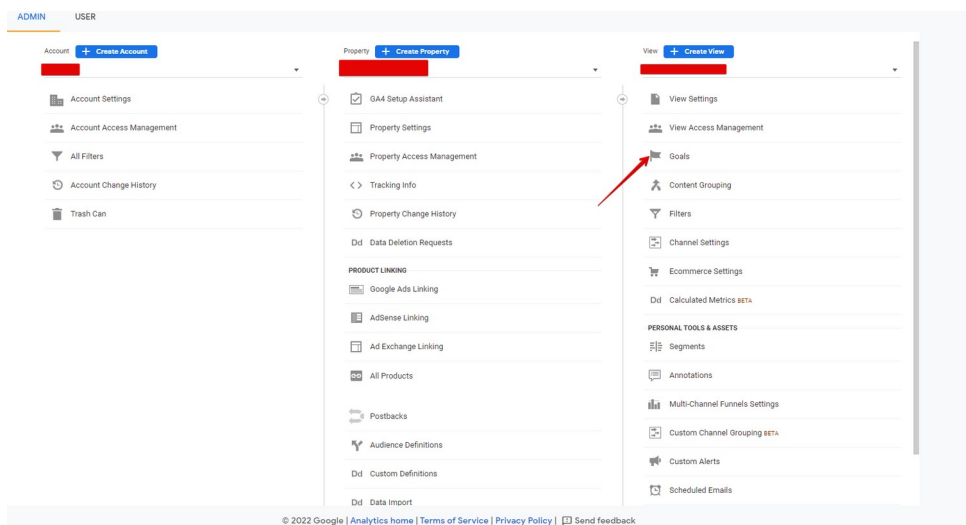 ADMIN USER
Account + Create Account
Account Settings
Account Access Management
All Filters
Account Change History
Trash Can
Property + Create Property
GA4 Setup Assistant
Property Settings
Property Access Management
<> Tracking Info
Property Change History
Dd Data Deletion Requests
PRODUCT LINKING
Google Ads Linking
AdSense Linking
Ad Exchange Linking
All Products
Postbacks
Audience Definitions
Dd Custom Definitions
Dd Data Import
View + Create View
View Settings
View Access Management
Goals
Content Grouping
Filters
Channel Settings
Ecommerce Settings
Dd Calculated Metrics BETA
PERSONAL TOOLS & ASSETS
Segments
Annotations
Multi-Channel Funnels Settings
Custom Channel Grouping BETA
Custom Alerts
Scheduled Emails
© 2022 Google | Analytics home | Terms of Service | Privacy Policy | Send feedback